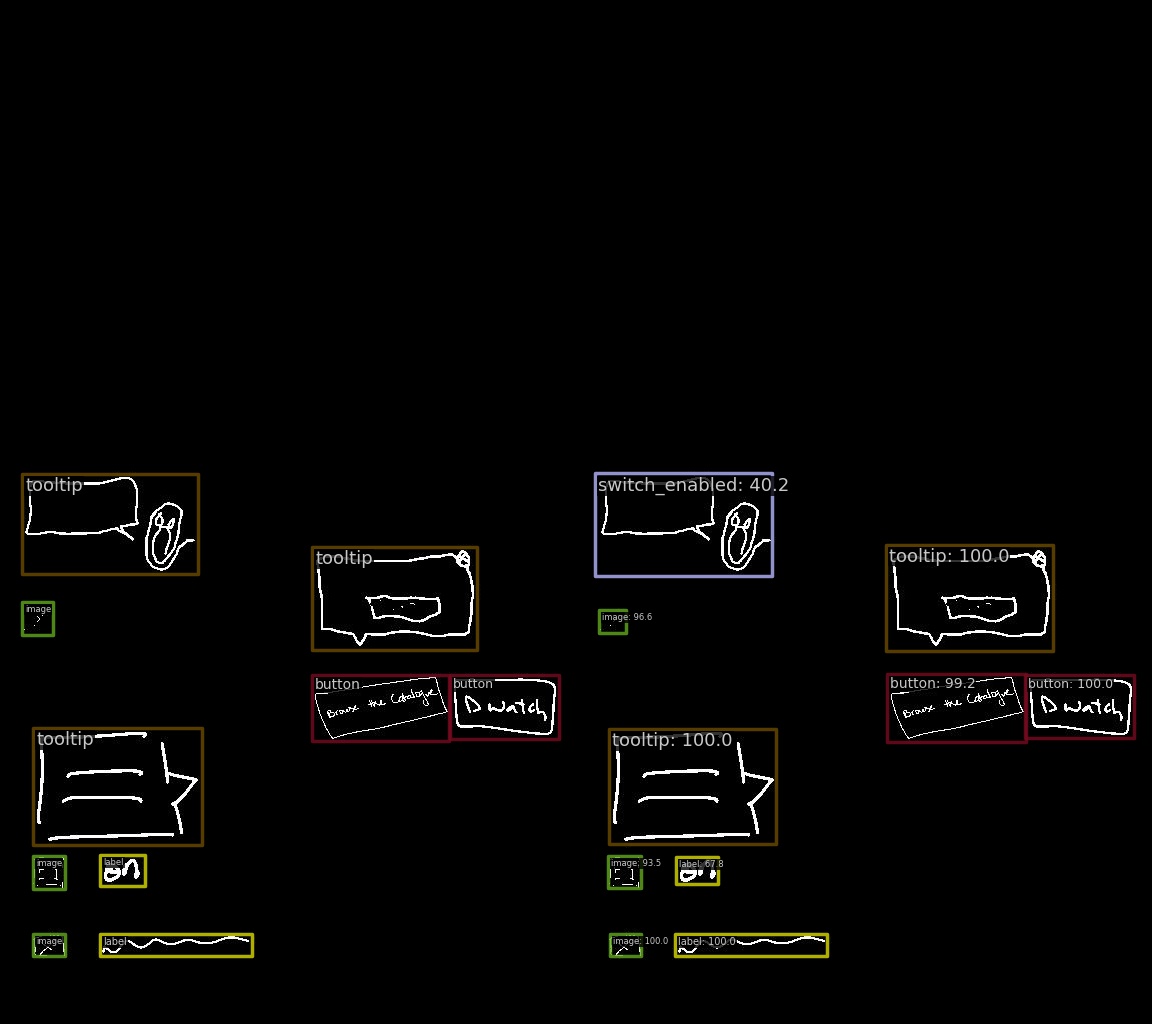 tooltip
switch_enabled: 40.2
tooltip
tooltip: 100.0
image
image: 96.6
button
button
button: 99.2
button: 100.0
Browse the Catalogue
D watch
Browse the Catalogue
D watch
tooltip
tooltip: 100.0
image
label
image: 93.5
label: 67.8
on
on
image
label
image: 100.0
label: 100.0